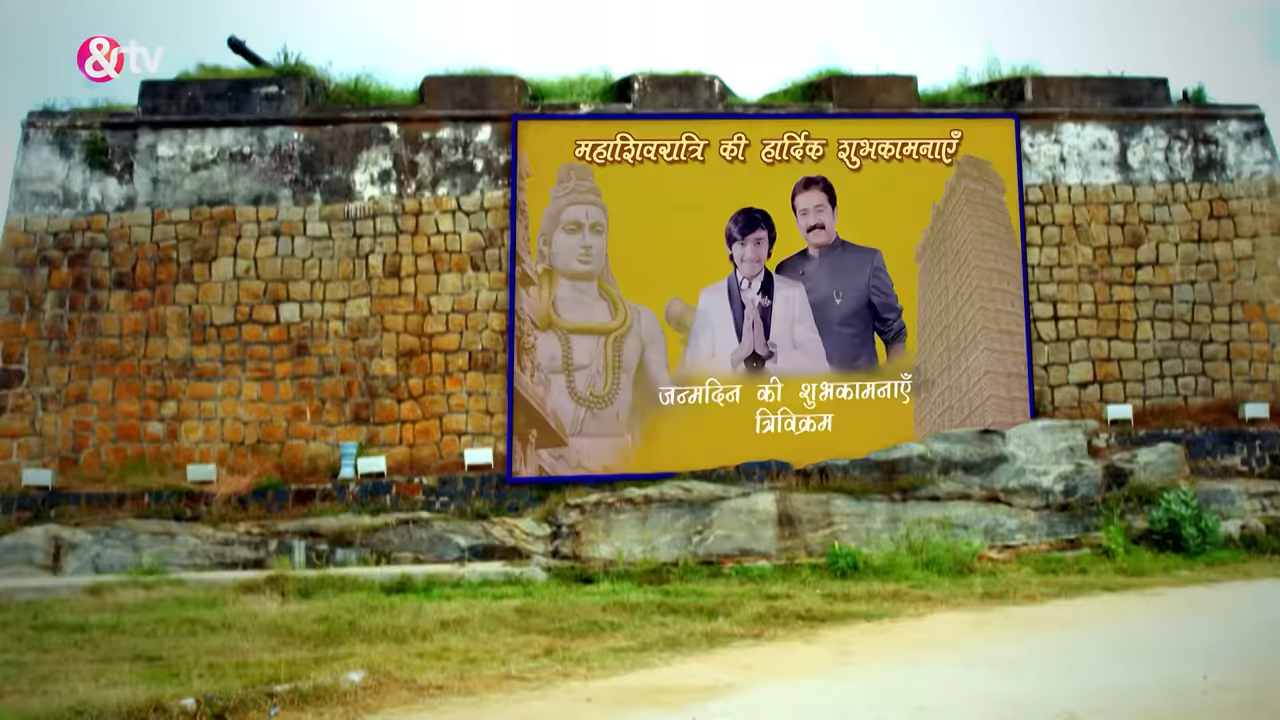 &tv
महाशिवरात्रि की हार्दिक शुभकामनाएँ
जन्मदिन की शुभकामनाएँ
त्रिविक्रम